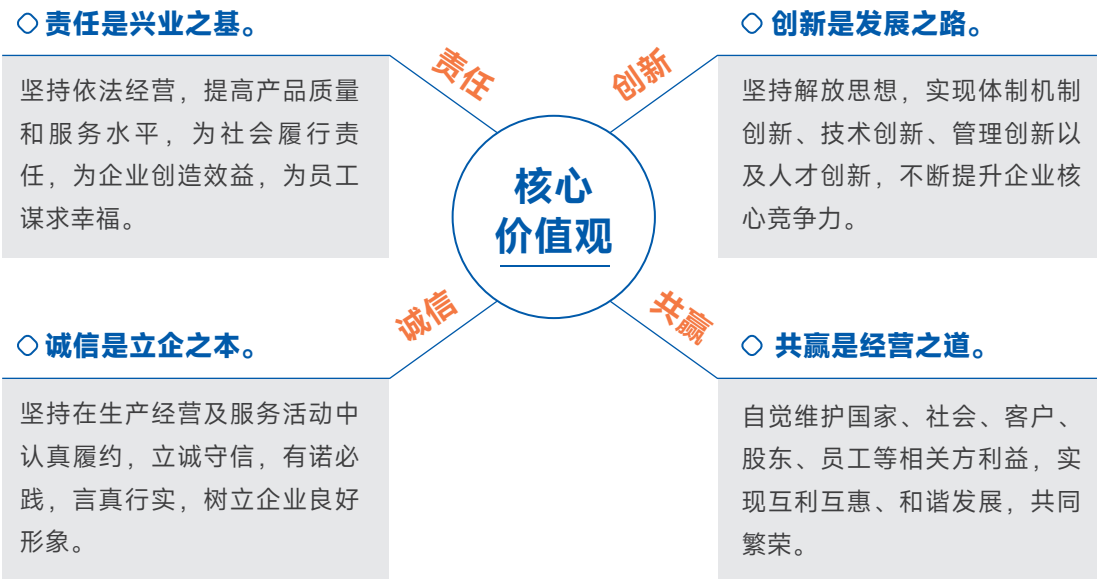 责任是兴业之基。
坚持依法经营，提高产品质量
和服务水平，为社会履行责
任，为企业创造效益，为员工
谋求幸福。
责任
创新
创新是发展之路。
坚持解放思想，实现体制机制
创新、技术创新、管理创新以
及人才创新，不断提升企业核
心竞争力。
核心
价值观
诚信是立企之本。
坚持在生产经营及服务活动中
认真履约，立诚守信，有诺必
践，言真行实，树立企业良好
形象。
诚信
共赢
共赢是经营之道。
自觉维护国家、社会、客户、
股东、员工等相关方利益，实
现互利互惠、和谐发展，共同
繁荣。